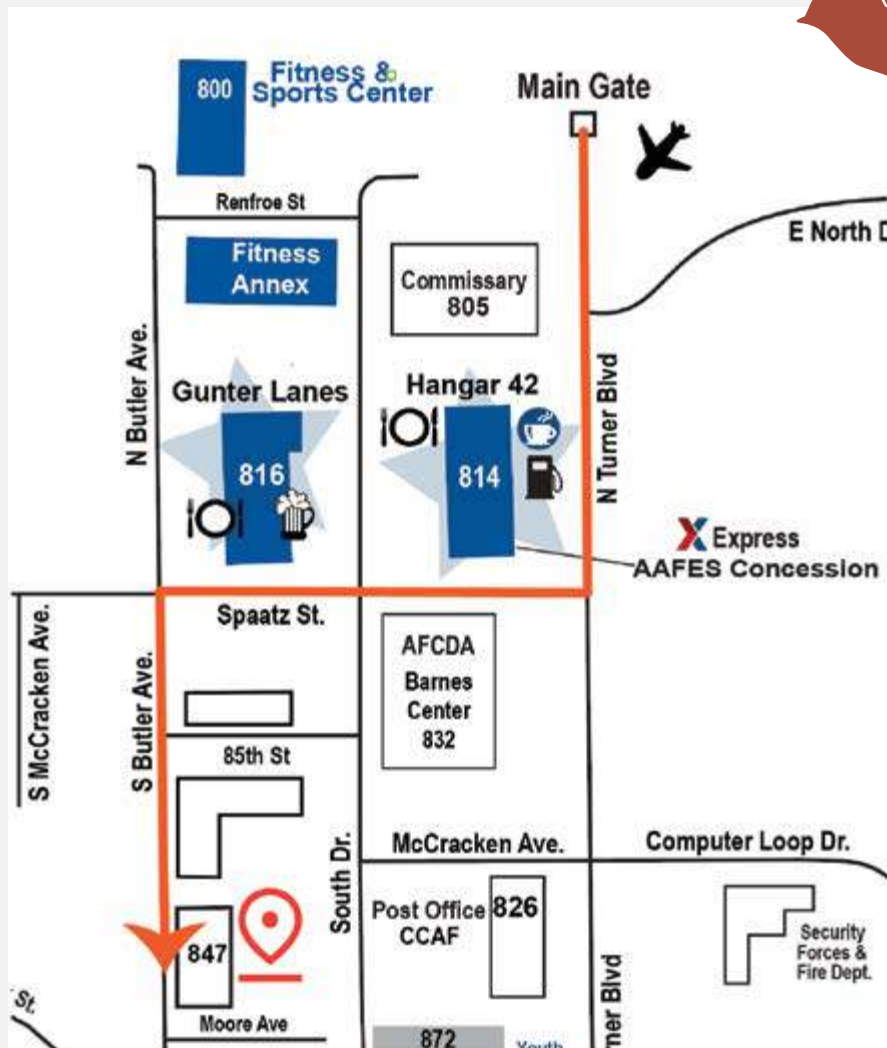 800
Fitness &
Sports Center
Main Gate
Renfroe St
E North
Fitness
Annex
Commissary
805
N Butler Ave.
Gunter Lanes
Hangar 42
N Turner Blvd
816
814
Express
AAFES Concession
S McCracken Ave.
S Butler Ave.
Spaatz St.
AFCDA
Barnes
Center
832
85th St
South Dr.
McCracken Ave.
Computer Loop Dr.
Post Office
CCAF
826
847
Security
Forces &
Fire Dept.
St.
Moore Ave
Blvd
872
Youth